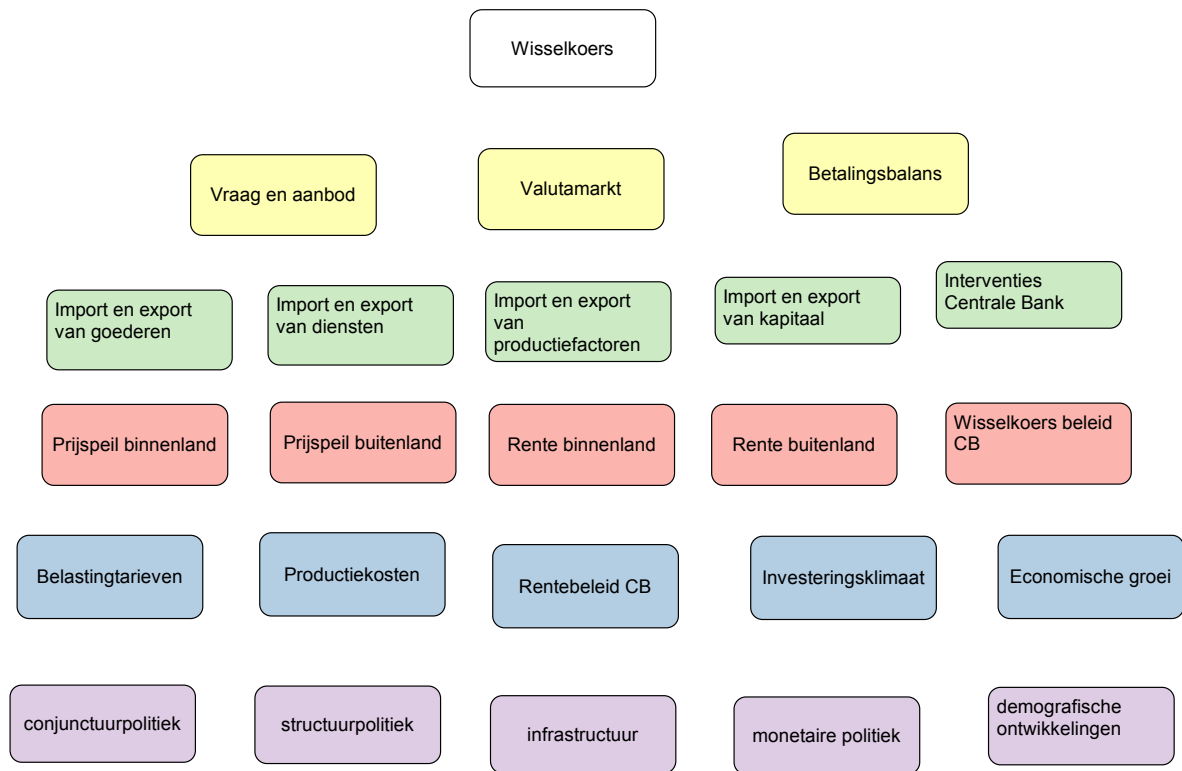 Wisselkoers
Vraag en aanbod
Valutamarkt
Betalingsbalans
Import en export
van goederen
Import en export
van diensten
Import en export
van
productiefactoren
Import en export
van kapitaal
Interventies
Centrale Bank
Prijspeil binnenland
Prijspeil buitenland
Rente binnenland
Rente buitenland
Wisselkoers beleid
CB
Belastingtarieven
Productiekosten
Rentebeleid CB
Investeringsklimaat
Economische groei
conjunctuurpolitiek
structuurpolitiek
infrastructuur
monetaire politiek
demografische
ontwikkelingen